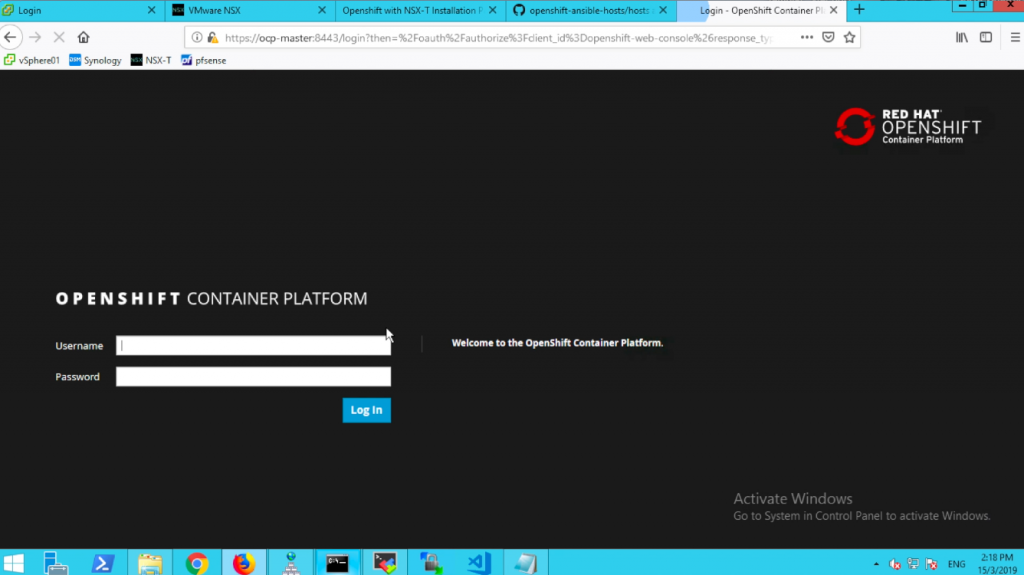 Login
VMware NSX
Openshift with NSX-T Installation P
openshift-ansible-hosts/hosts a
Login - OpenShift Container Pl
https://ocp-master:8443/login?then=%2Foauth%2Fauthorize%3Fclient_id%3Dopenshift-web-console%26response_ty
vSphere01
DSM Synology
NSX NSX-T
pf pfsense
RED HAT
OPENSHIFT
Container Platform
OPENSHIFT CONTAINER PLATFORM
Username
Welcome to the OpenShift Container Platform.
Password
Log In
Activate Windows
Go to System in Control Panel to activate Windows.
ENG
2:18 PM
15/3/2019